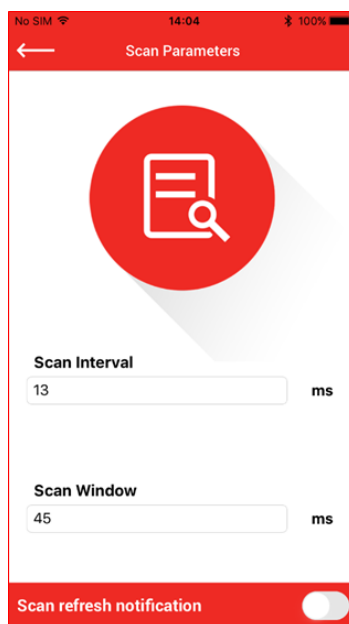 No SIM 14:04 100%
Scan Parameters
Scan Interval
13 ms
Scan Window
45 ms
Scan refresh notification